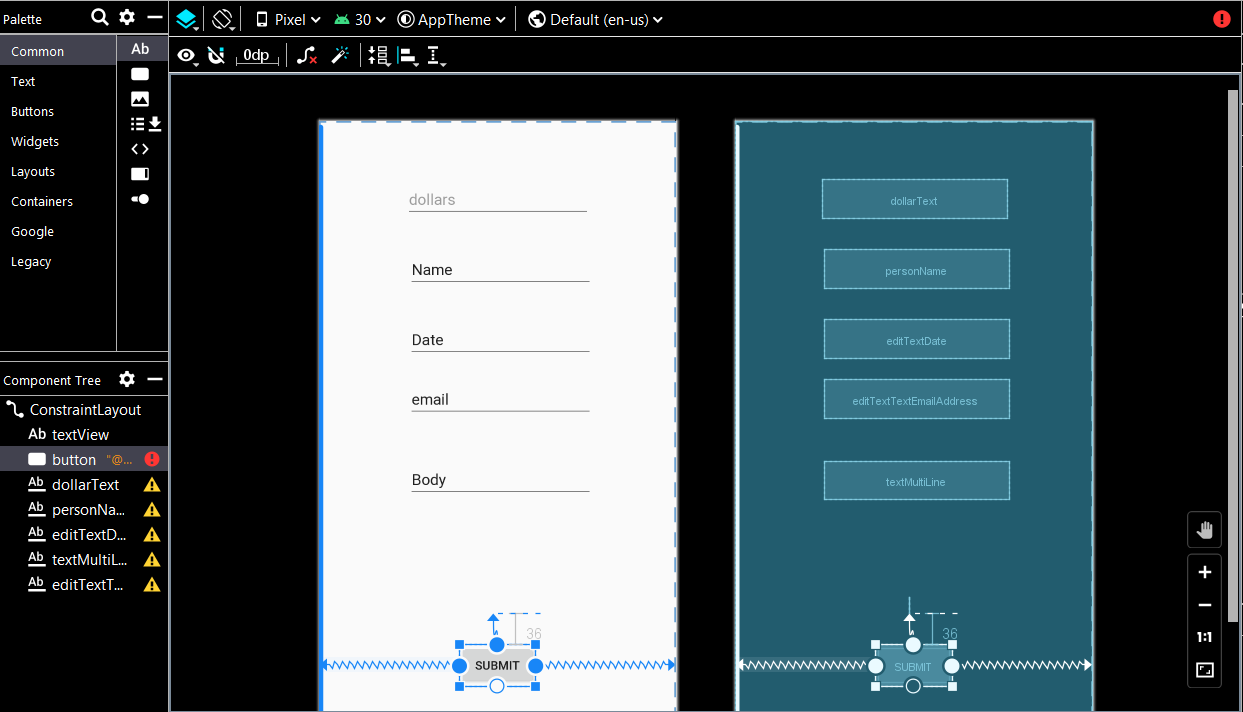 Palette
Pixel
30
AppTheme
Default (en-us)
0dp
Common
Text
Buttons
Widgets
Layouts
Containers
Google
Legacy
Ab
Component Tree
ConstraintLayout
Ab textView
button "@...
Ab dollarText
Ab personNa...
Ab editTextD...
Ab textMultiL...
Ab editTextT...
dollars
Name
Date
email
Body
36
SUBMIT
dollarText
personName
editTextDate
editTextTextEmailAddress
textMultiLine
36
SUBMIT
1:1